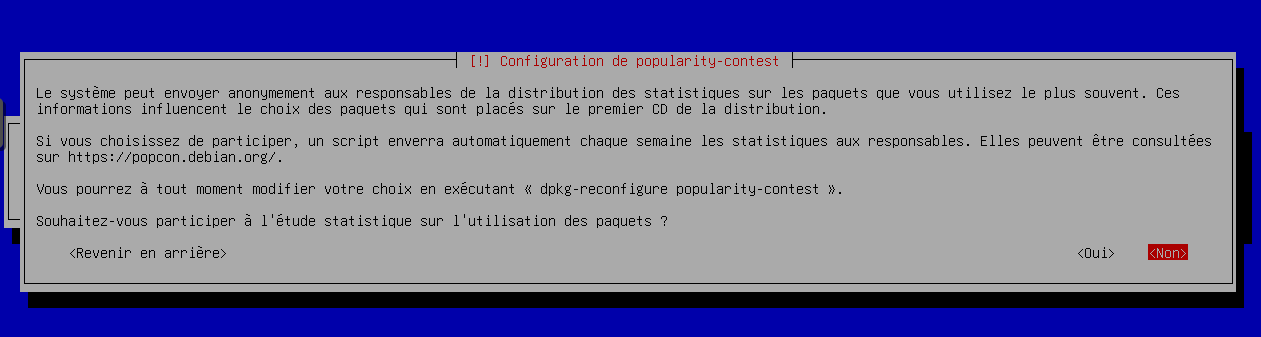 [!] Configuration de popularity-contest
Le système peut envoyer anonymement aux responsables de la distribution des statistiques sur les paquets que vous utilisez le plus souvent. Ces
informations influencent le choix des paquets qui sont placés sur le premier CD de la distribution.
Si vous choisissez de participer, un script enverra automatiquement chaque semaine les statistiques aux responsables. Elles peuvent être consultées
sur https://popcon.debian.org/.
Vous pourrez à tout moment modifier votre choix en exécutant « dpkg-reconfigure popularity-contest ».
Souhaitez-vous participer à l'étude statistique sur l'utilisation des paquets ?
<Revenir en arrière> <Oui> <Non>